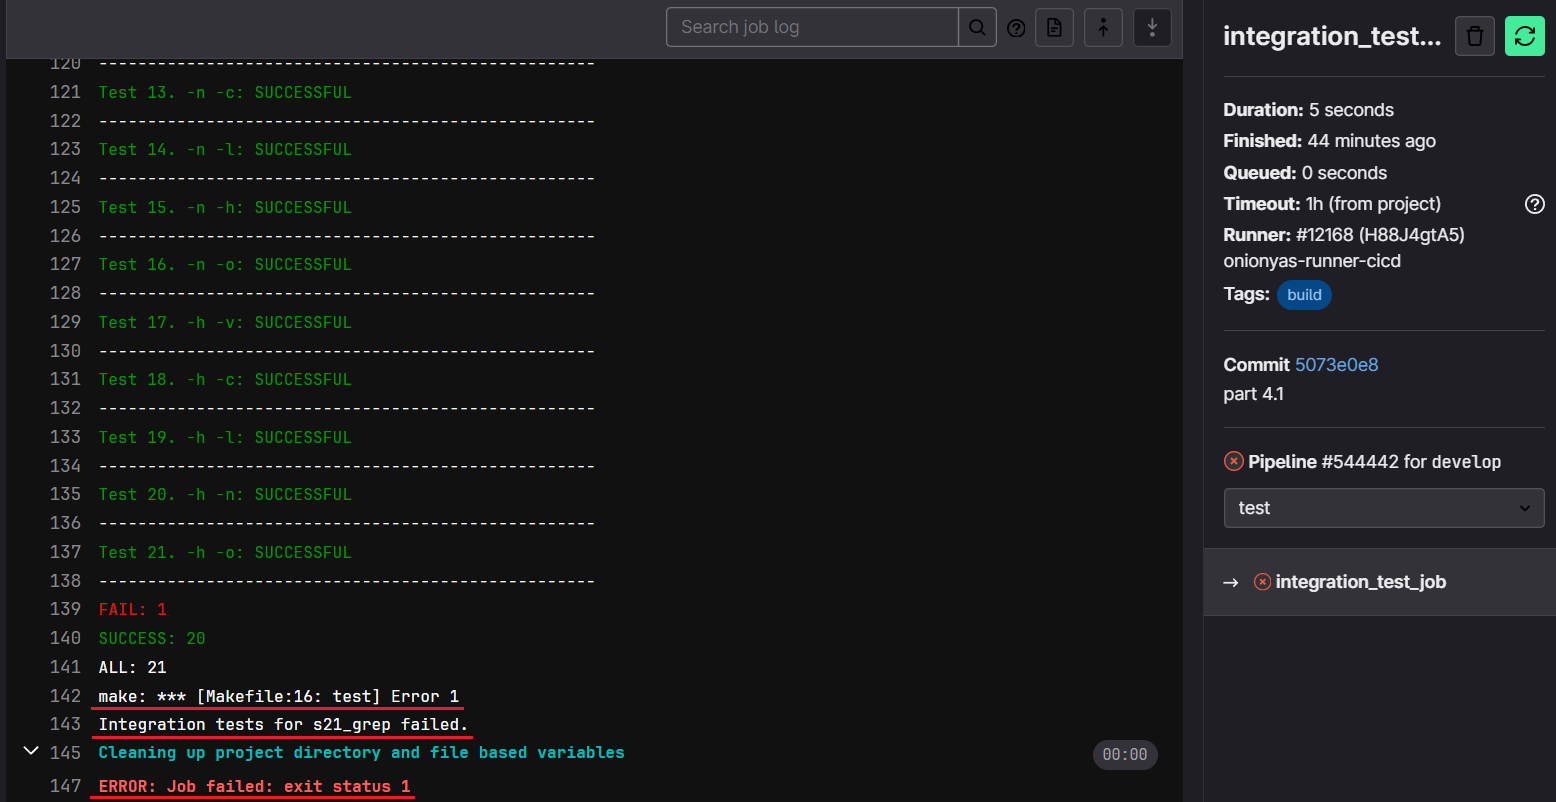 Search job log
120 ---------------------------------------------------
121 Test 13. -n -c: SUCCESSFUL
122 ---------------------------------------------------
123 Test 14. -n -l: SUCCESSFUL
124 ---------------------------------------------------
125 Test 15. -n -h: SUCCESSFUL
126 ---------------------------------------------------
127 Test 16. -n -o: SUCCESSFUL
128 ---------------------------------------------------
129 Test 17. -h -v: SUCCESSFUL
130 ---------------------------------------------------
131 Test 18. -h -c: SUCCESSFUL
132 ---------------------------------------------------
133 Test 19. -h -l: SUCCESSFUL
134 ---------------------------------------------------
135 Test 20. -h -n: SUCCESSFUL
136 ---------------------------------------------------
137 Test 21. -h -o: SUCCESSFUL
138 ---------------------------------------------------
139 FAIL: 1
140 SUCCESS: 20
141 ALL: 21
142 make: *** [Makefile:16: test] Error 1
143 Integration tests for s21_grep failed.
145 Cleaning up project directory and file based variables 00:00
147 ERROR: Job failed: exit status 1
integration_test...
Duration: 5 seconds
Finished: 44 minutes ago
Queued: 0 seconds
Timeout: 1h (from project)
Runner: #12168 (H88J4gtA5)
onionyas-runner-cicd
Tags: build
Commit 5073e0e8
part 4.1
Pipeline #544442 for develop
test
→ integration_test_job